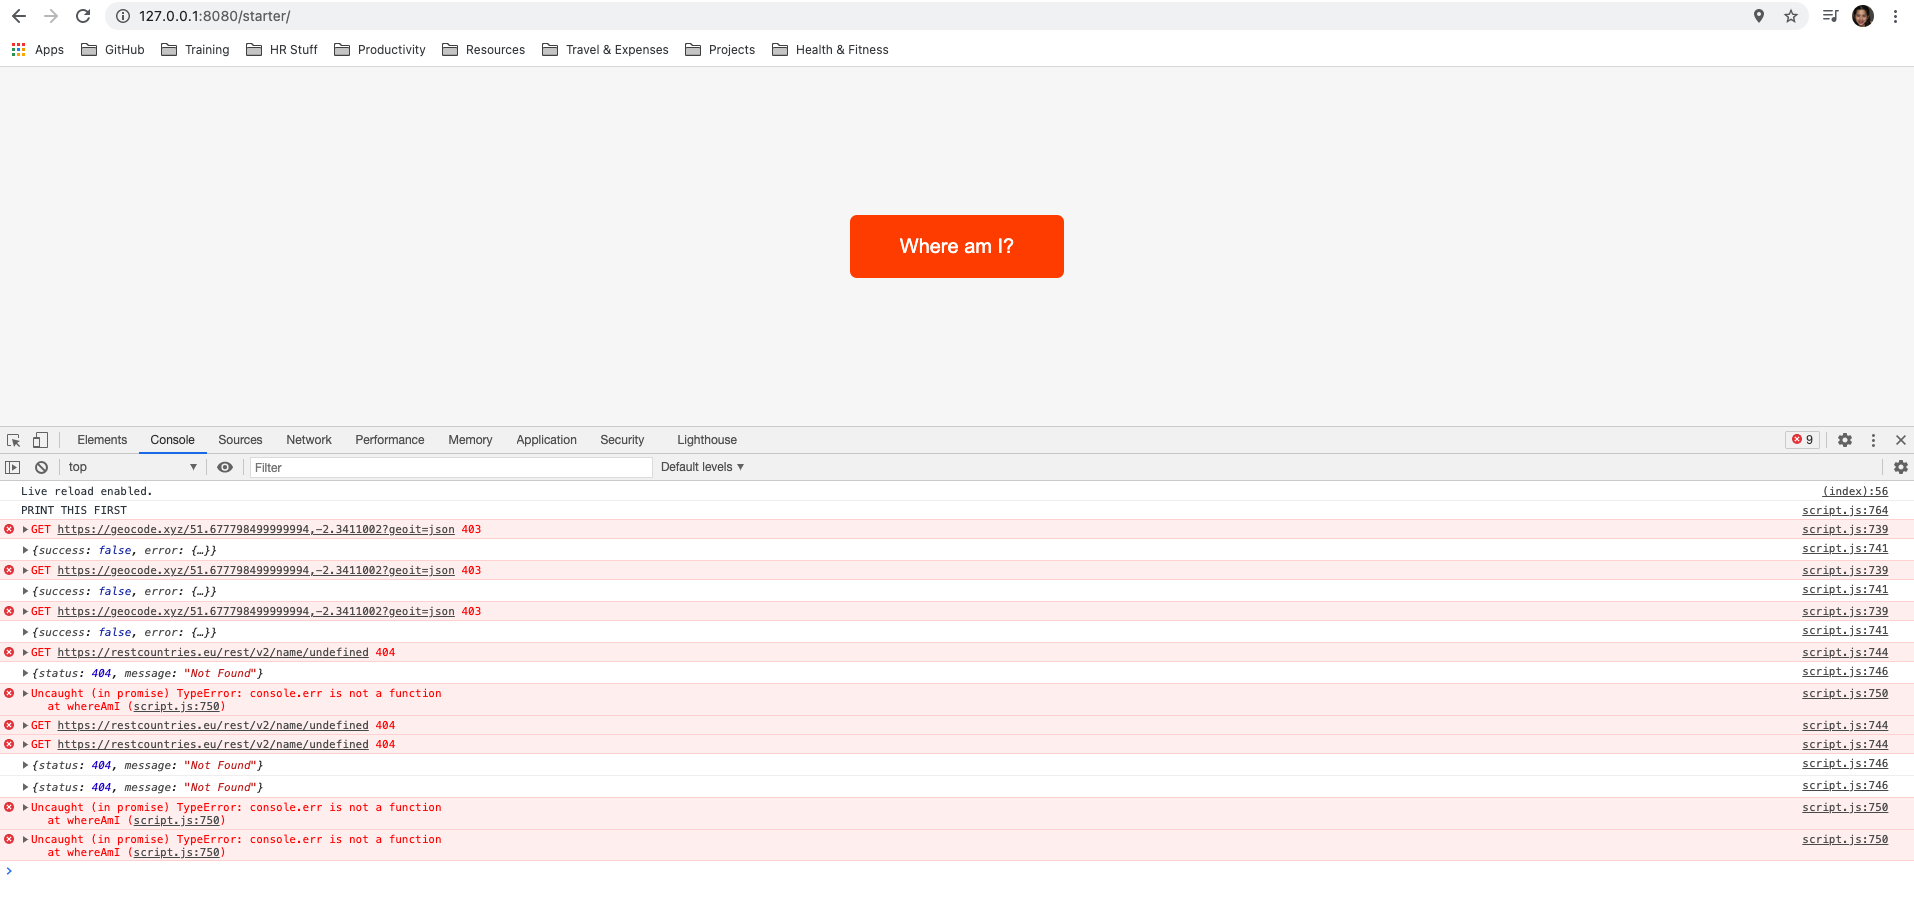 127.0.0.1:8080/starter/
Apps GitHub Training HR Stuff Productivity Resources Travel & Expenses Projects Health & Fitness
Where am I?
Elements Console Sources Network Performance Memory Application Security Lighthouse 9
top Filter Default levels
Live reload enabled. (index):56
PRINT THIS FIRST script.js:764
GET https://geocode.xyz/51.677798499999994,-2.3411002?geoit=json 403 script.js:739
{success: false, error: {…}} script.js:741
GET https://geocode.xyz/51.677798499999994,-2.3411002?geoit=json 403 script.js:739
{success: false, error: {…}} script.js:741
GET https://geocode.xyz/51.677798499999994,-2.3411002?geoit=json 403 script.js:739
{success: false, error: {…}} script.js:741
GET https://restcountries.eu/rest/v2/name/undefined 404 script.js:744
{status: 404, message: "Not Found"} script.js:746
Uncaught (in promise) TypeError: console.err is not a function script.js:750
at whereAmI (script.js:750)
GET https://restcountries.eu/rest/v2/name/undefined 404 script.js:744
GET https://restcountries.eu/rest/v2/name/undefined 404 script.js:744
{status: 404, message: "Not Found"} script.js:746
{status: 404, message: "Not Found"} script.js:746
Uncaught (in promise) TypeError: console.err is not a function script.js:750
at whereAmI (script.js:750)
Uncaught (in promise) TypeError: console.err is not a function script.js:750
at whereAmI (script.js:750)